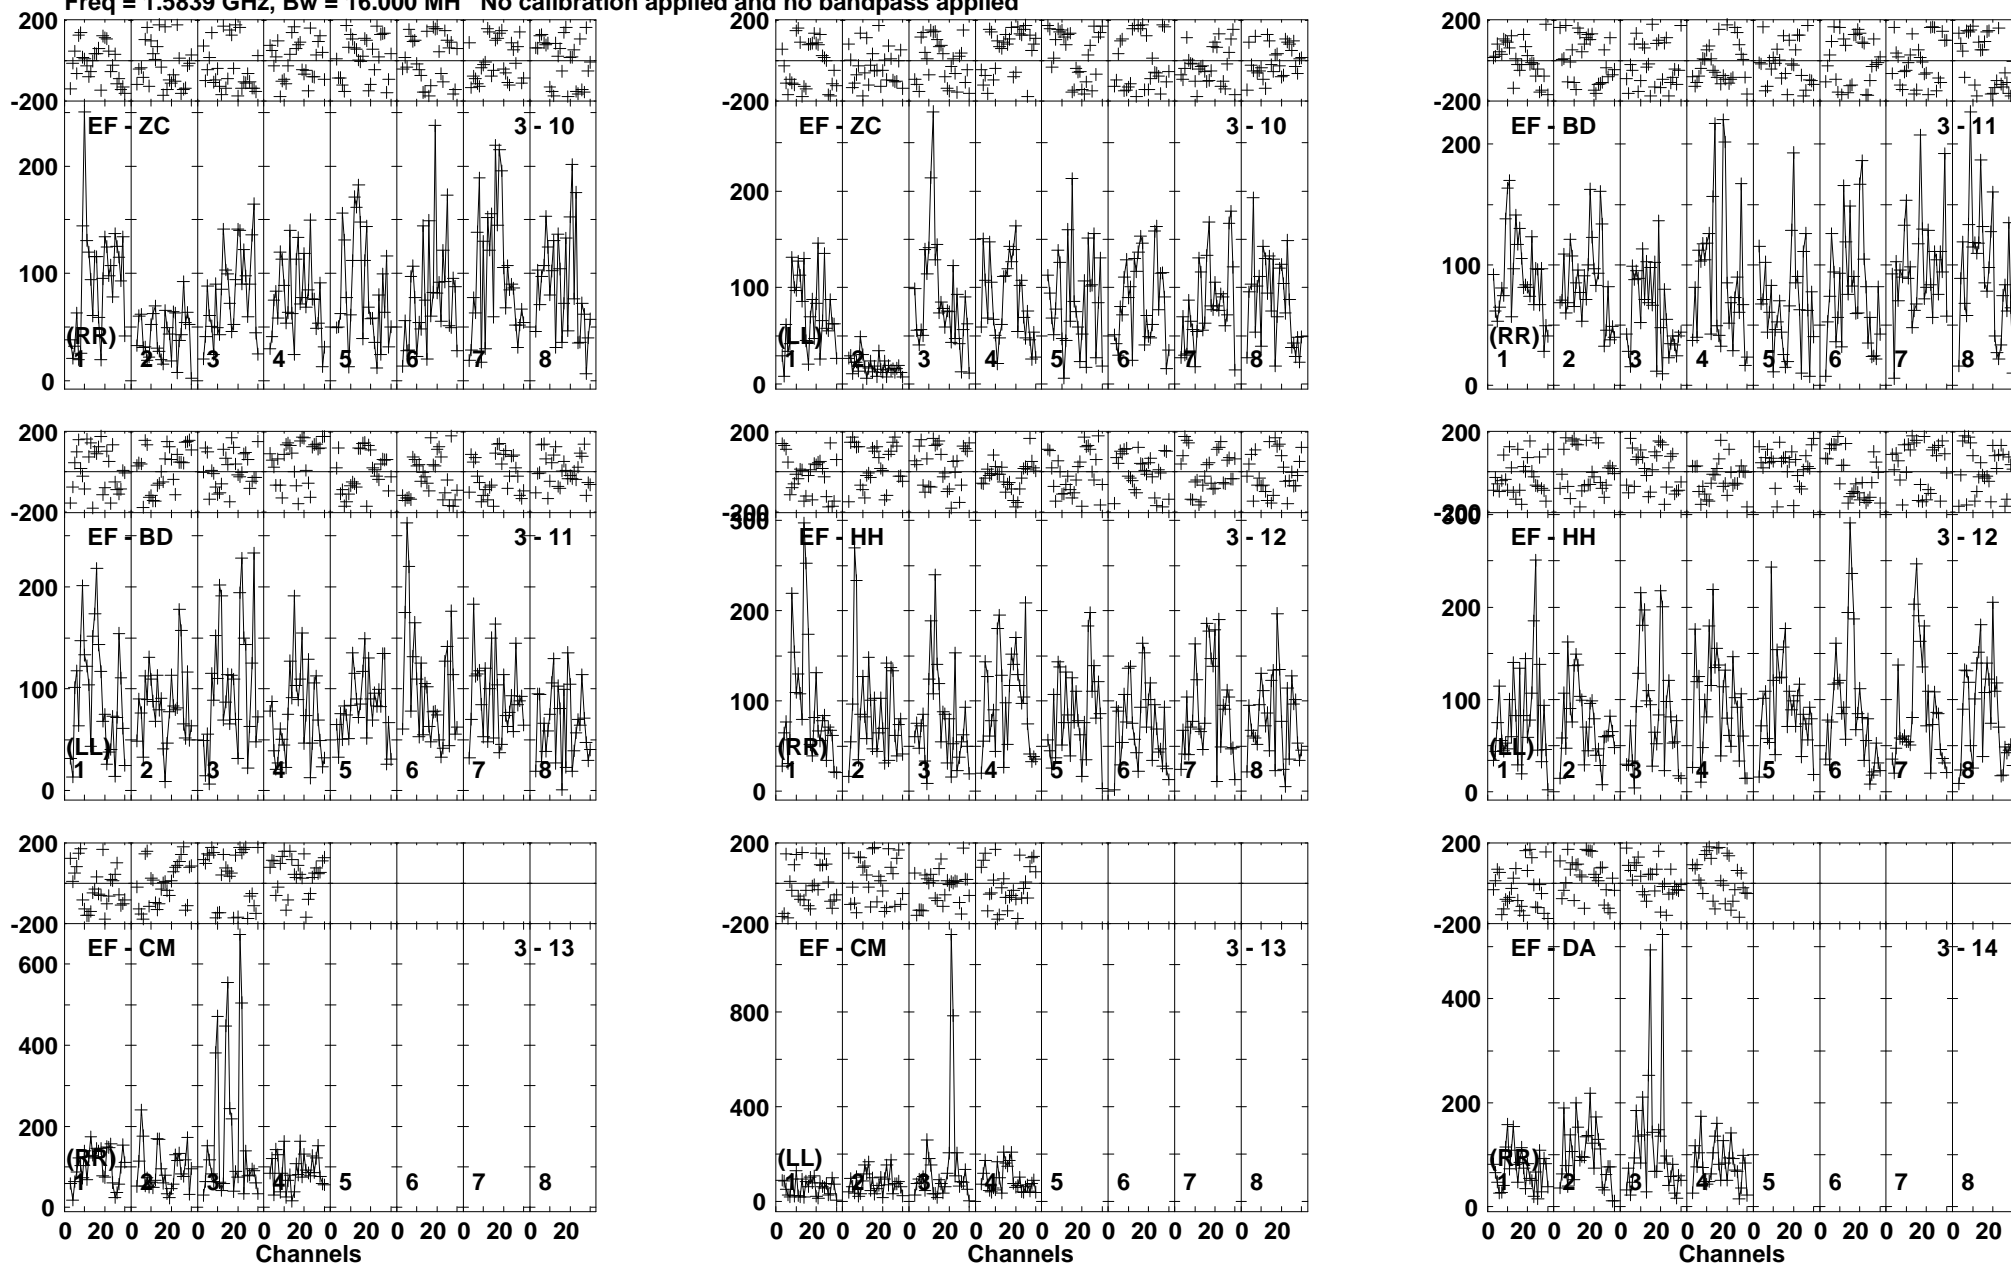 Freq = 1.5839 GHz, Bw = 16.000 MH No calibration applied and no bandpass applied
200 200 200
-200 -200 -200
EF - ZC 3 - 10 EF - ZC 3 - 10 EF - BD 3 - 11
200 200 200
100 100 100
(RR) (LL) (RR)
1 2 3 4 5 6 7 8 1 2 3 4 5 6 7 8 1 2 3 4 5 6 7 8
0 0 0
200 200 200
-200 -200 -200
300 300
EF - BD 3 - 11 EF - HH 3 - 12 EF - HH 3 - 12
200 200 200
100 100 100
(LL) (RR) (LL)
1 2 3 4 5 6 7 8 1 2 3 4 5 6 7 8 1 2 3 4 5 6 7 8
0 0 0
200 200 200
-200 -200 -200
EF - CM 3 - 13 EF - CM 3 - 13 EF - DA 3 - 14
600 800 400
400 400 200
200
(RR) (LL) (RR)
1 2 3 4 5 6 7 8 1 2 3 4 5 6 7 8 1 2 3 4 5 6 7 8
0 0 0
0 20 0 20 0 20 0 20 0 20 0 20 0 20 0 20 0 20 0 20 0 20 0 20 0 20 0 20 0 20 0 20 0 20 0 20 0 20 0 20 0 20 0 20 0 20 0 20
Channels Channels Channels